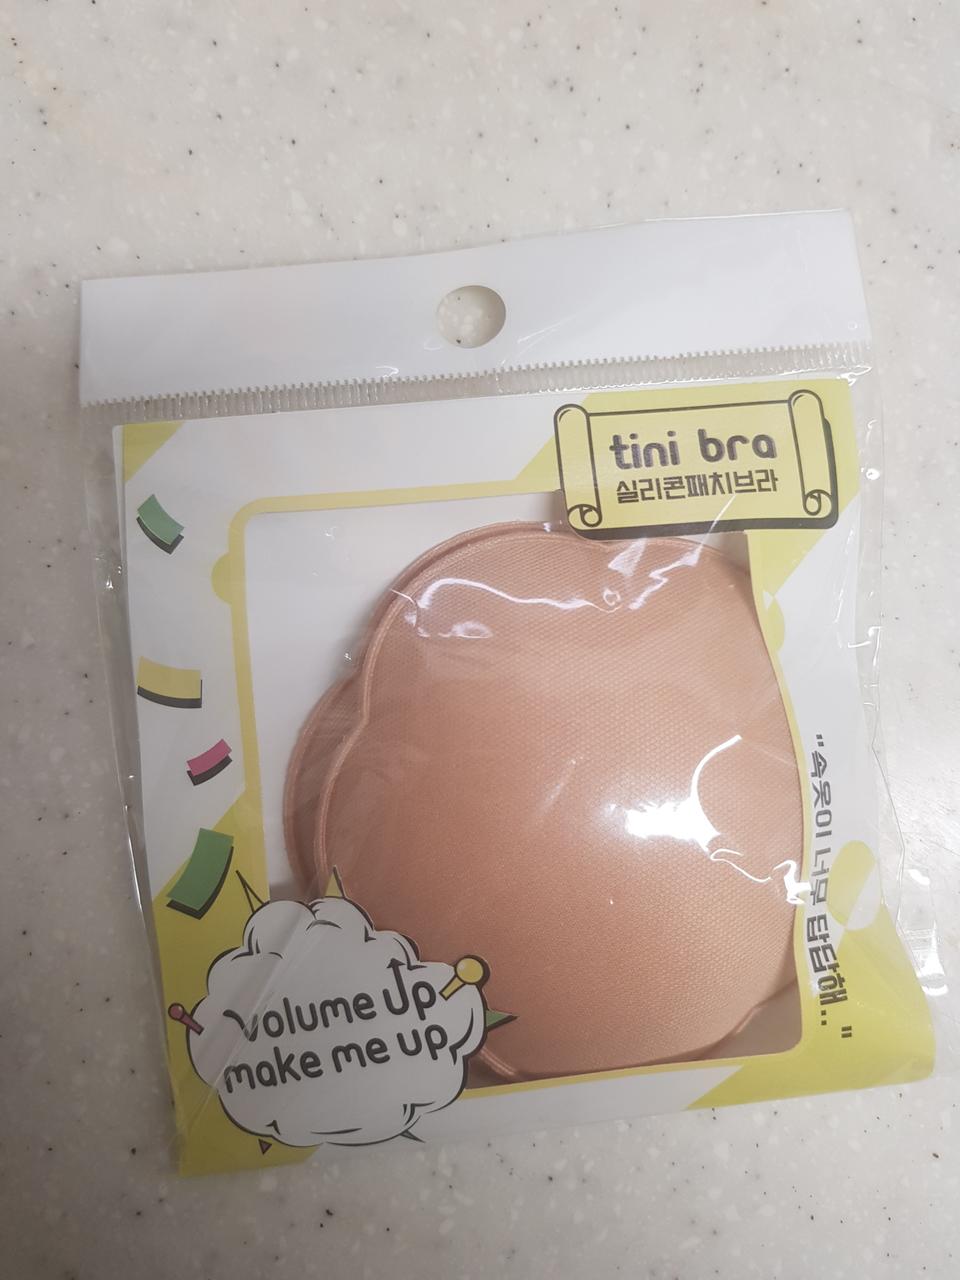 tini bra
실리콘패치브라
"속옷이 너무 답답해.."
Volume Up
make me up